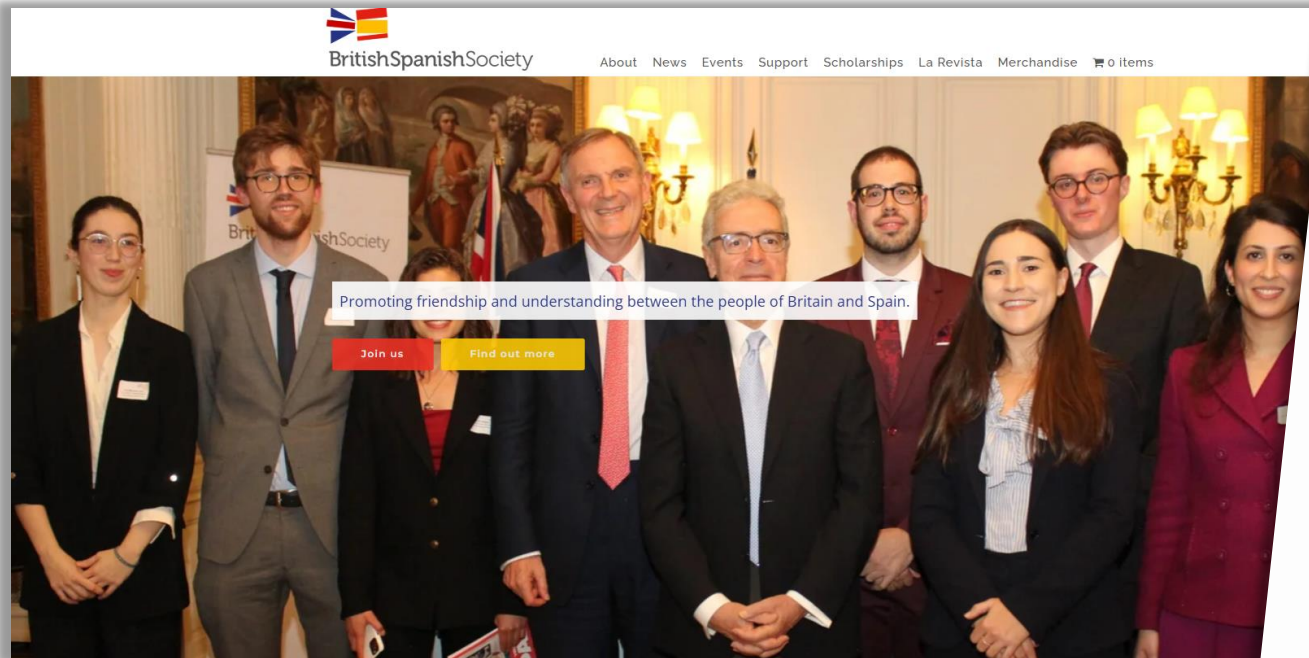 BritishSpanishSociety
About News Events Support Scholarships La Revista Merchandise 0 items
ishSociety
Promoting friendship and understanding between the people of Britain and Spain.
Join us Find out more